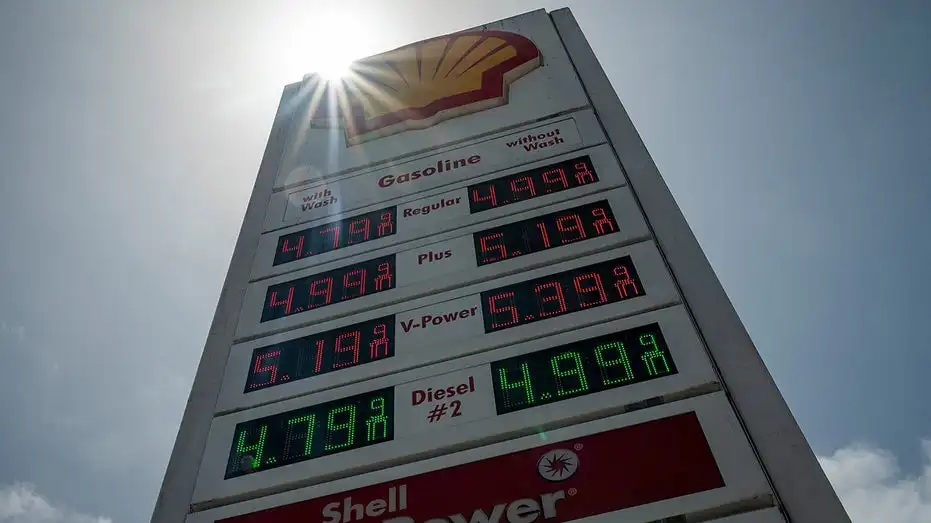 with Wash Gasoline without Wash
4.79 9/10 Regular 4.99 9/10
4.99 9/10 Plus 5.19 9/10
5.19 9/10 V-Power 5.39 9/10
4.79 9/10 Diesel #2 4.99 9/10
Shell ®
Power ®